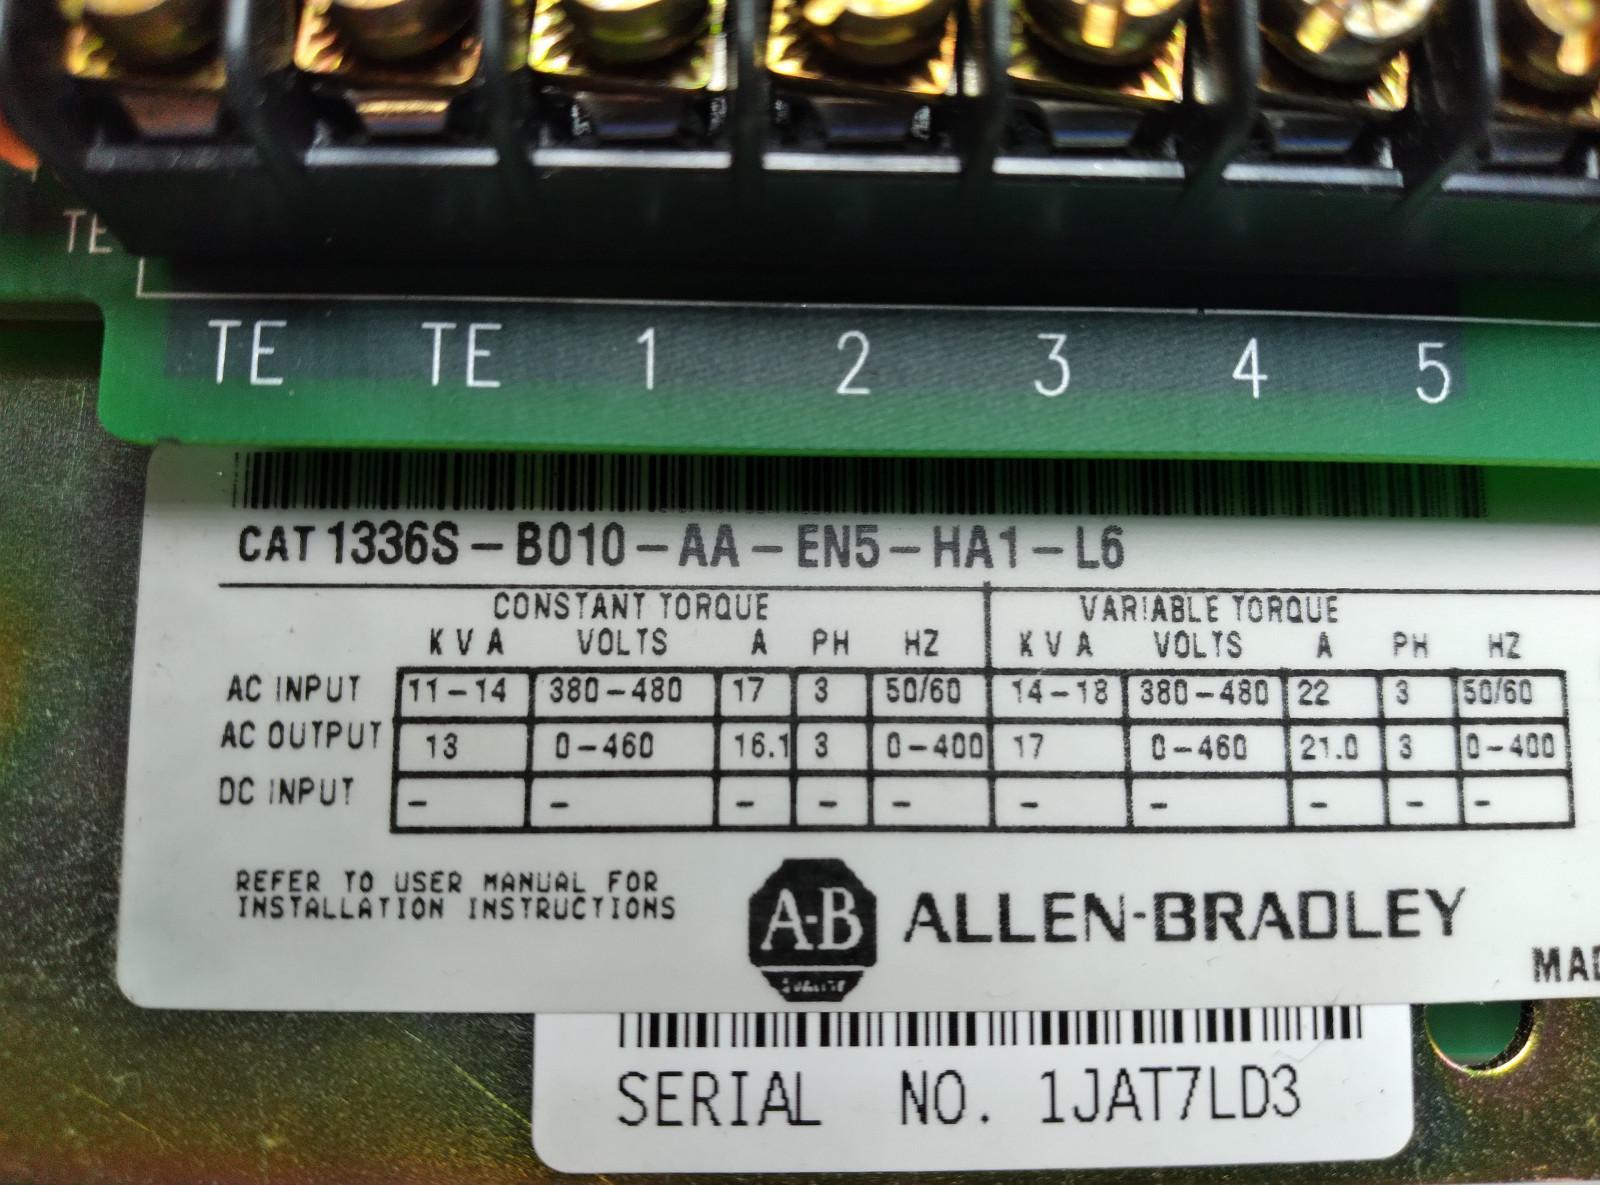 TE
TE TE 1 2 3 4 5
CAT 1336S-B010-AA-EN5-HA1-L6
CONSTANT TORQUE VARIABLE TORQUE
KVA VOLTS A PH HZ KVA VOLTS A PH HZ
AC INPUT 11-14 380-480 17 3 50/60 14-18 380-480 22 3 50/60
AC OUTPUT 13 0-460 16.1 3 0-400 17 0-460 21.0 3 0-400
DC INPUT - - - - - - - - - -
REFER TO USER MANUAL FOR
INSTALLATION INSTRUCTIONS
A-B ALLEN-BRADLEY
QUALITY
MAD
SERIAL NO. 1JAT7LD3